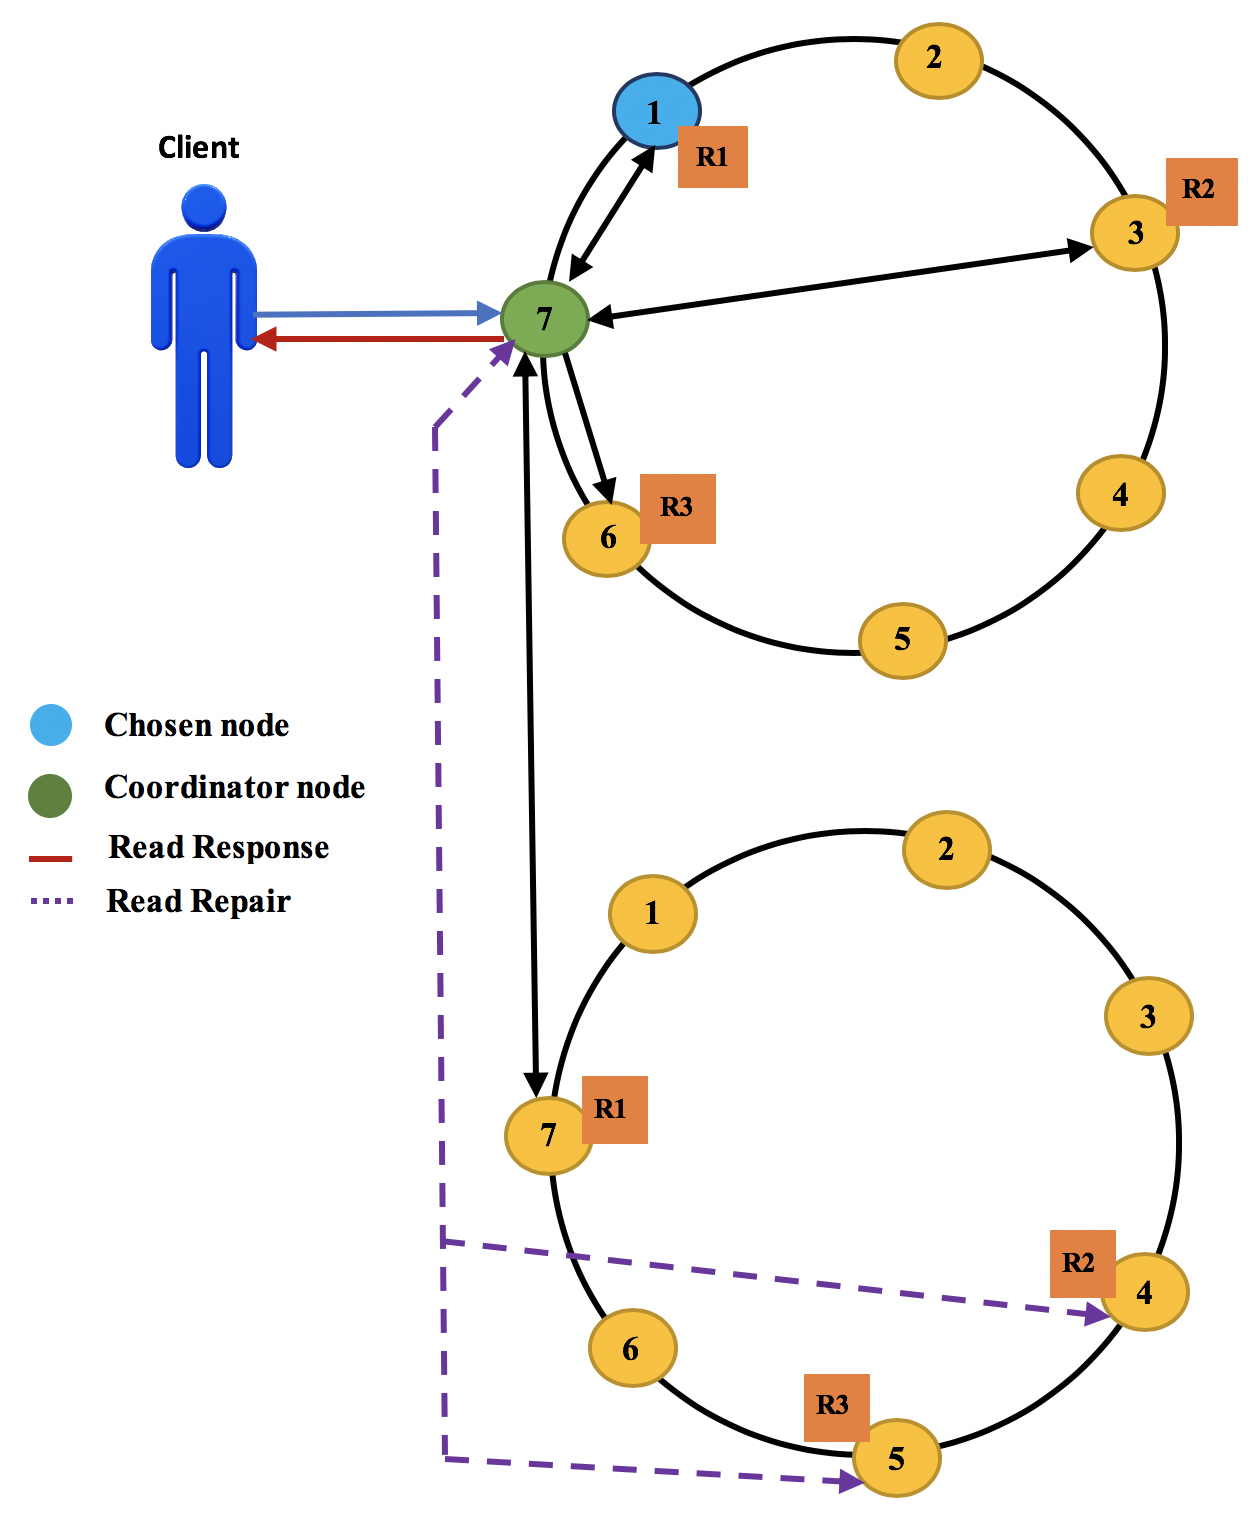 2
1
Client
R1
R2
3
7
4
R3
6
5
Chosen node
Coordinator node
Read Response
Read Repair
2
1
3
R1
7
R2
4
6
R3
5